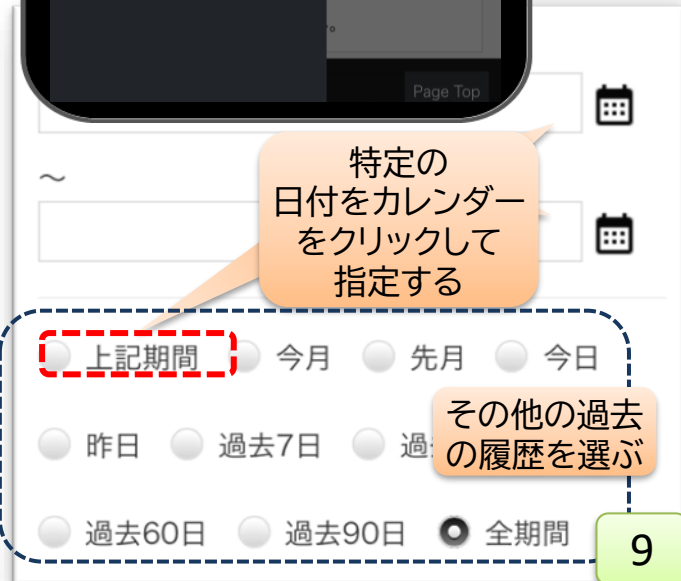 Page Top
特定の
日付をカレンダー
をクリックして
指定する
～
上記期間 今月 先月 今日
その他の過去
の履歴を選ぶ
昨日 過去7日 過
過去60日 過去90日 全期間
9